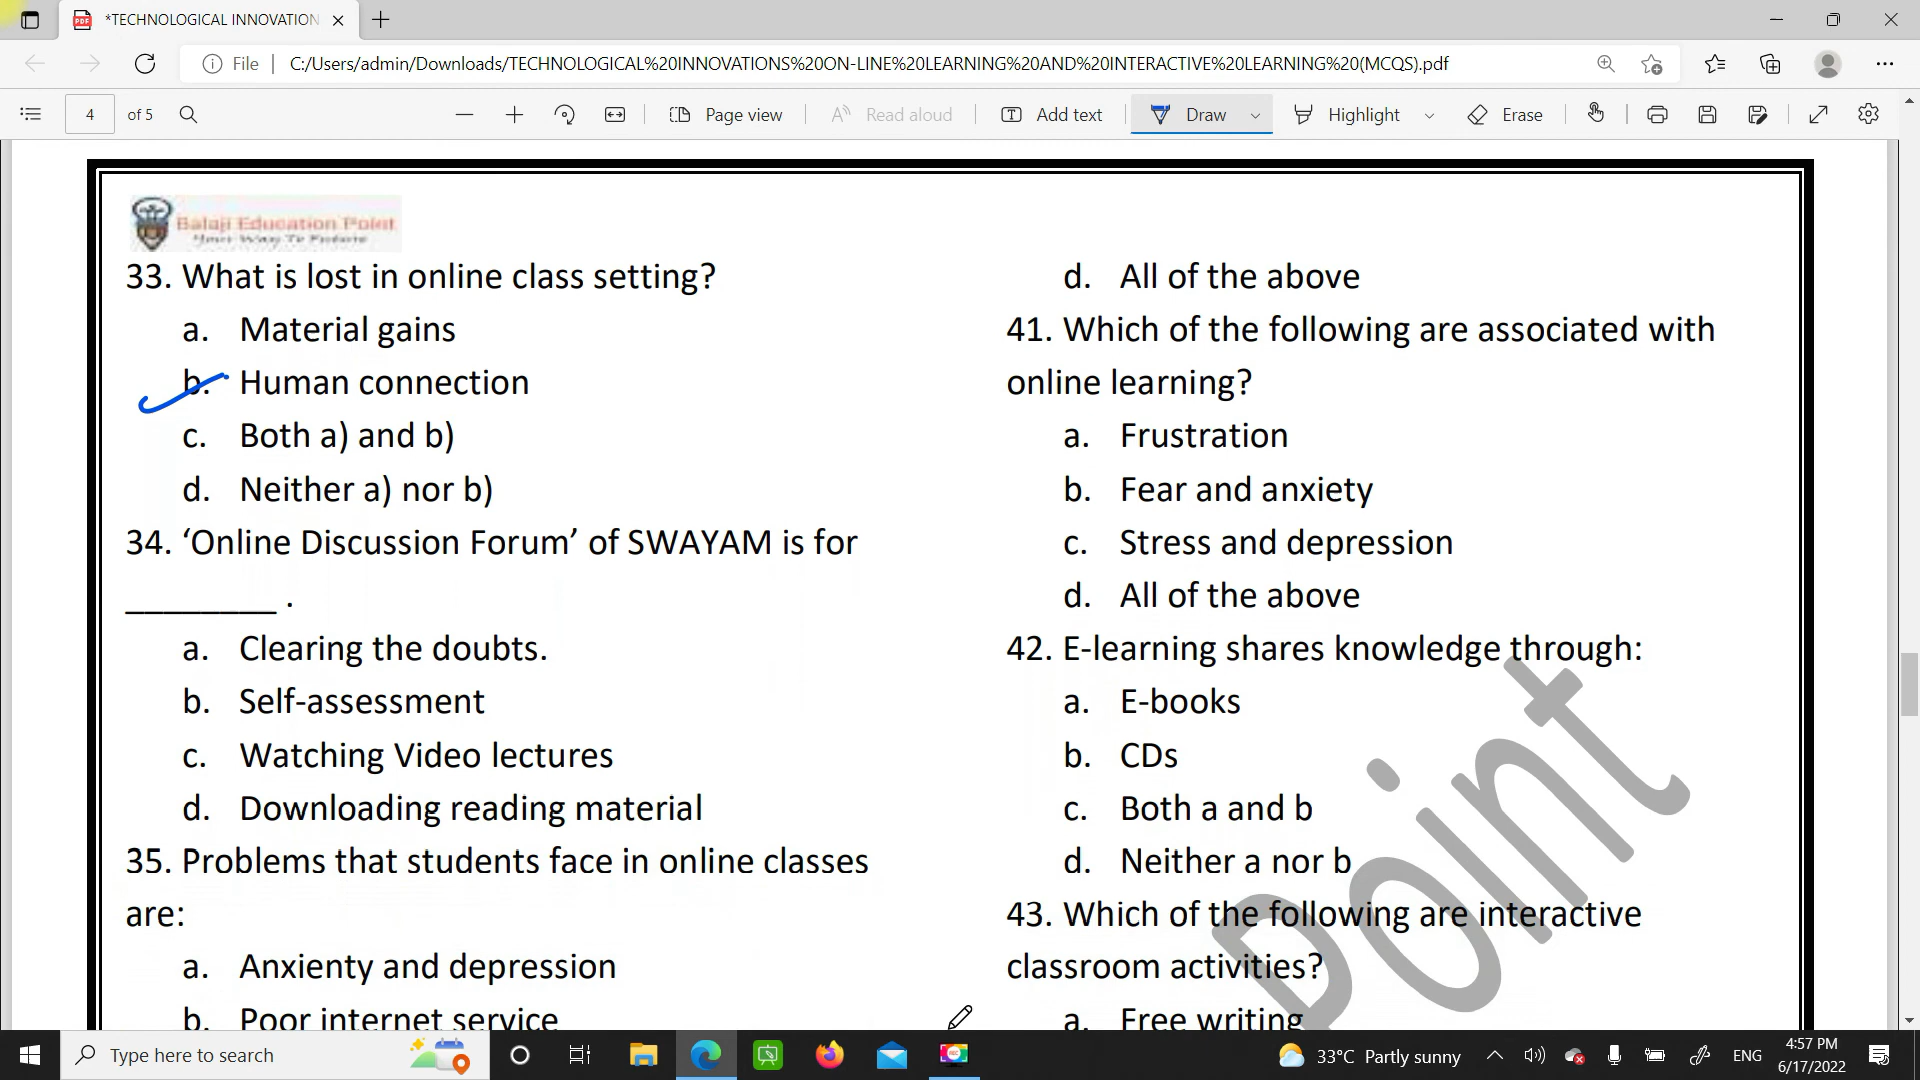 *TECHNOLOGICAL INNOVATION
File
C:/Users/admin/Downloads/TECHNOLOGICAL%20INNOVATIONS%20ON-LINE%20LEARNING%20AND%20INTERACTIVE%20LEARNING%20(MCQS).pdf
4 of 5
Page view
Read aloud
Add text
Draw
Highlight
Erase
Balaji Education Point
Your Way To Future
33. What is lost in online class setting?
a. Material gains
b. Human connection
c. Both a) and b)
d. Neither a) nor b)
34. ‘Online Discussion Forum’ of SWAYAM is for
________ .
a. Clearing the doubts.
b. Self-assessment
c. Watching Video lectures
d. Downloading reading material
35. Problems that students face in online classes
are:
a. Anxienty and depression
b. Poor internet service
d. All of the above
41. Which of the following are associated with
online learning?
a. Frustration
b. Fear and anxiety
c. Stress and depression
d. All of the above
42. E-learning shares knowledge through:
a. E-books
b. CDs
c. Both a and b
d. Neither a nor b
43. Which of the following are interactive
classroom activities?
a. Free writing
Point
Type here to search
33°C Partly sunny
ENG
4:57 PM
6/17/2022